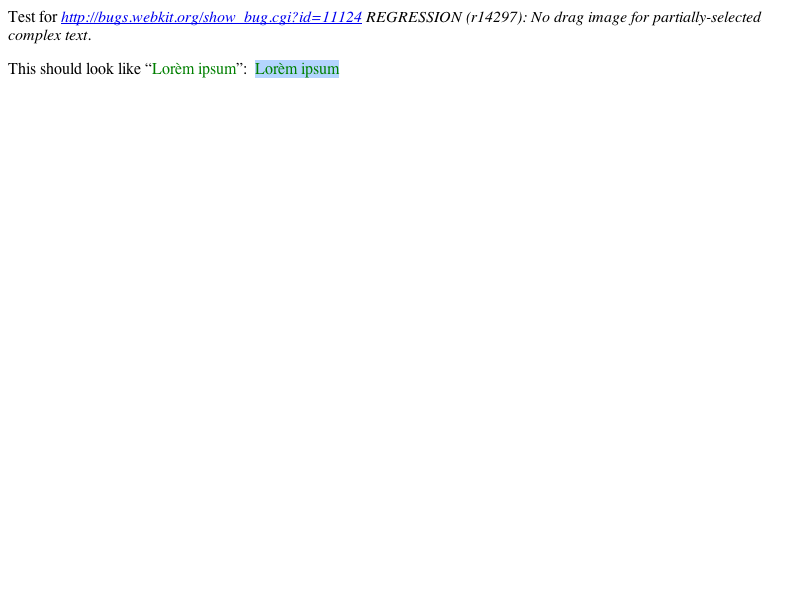 Test for http://bugs.webkit.org/show_bug.cgi?id=11124 REGRESSION (r14297): No drag image for partially-selected
complex text.
This should look like “Lorèm ipsum”: Lorèm ipsum